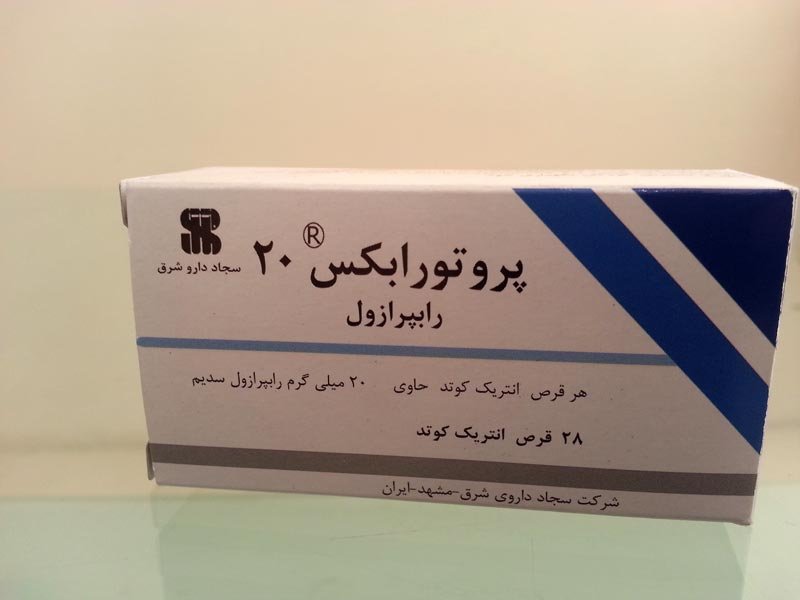 پروتورابکس® ۲۰
سجاد دارو شرق
رابپرازول
هر قرص انتریک کوتد حاوی ۲۰ میلی گرم رابپرازول سدیم
۲۸ قرص انتریک کوتد
شرکت سجاد داروی شرق-مشهد-ایران